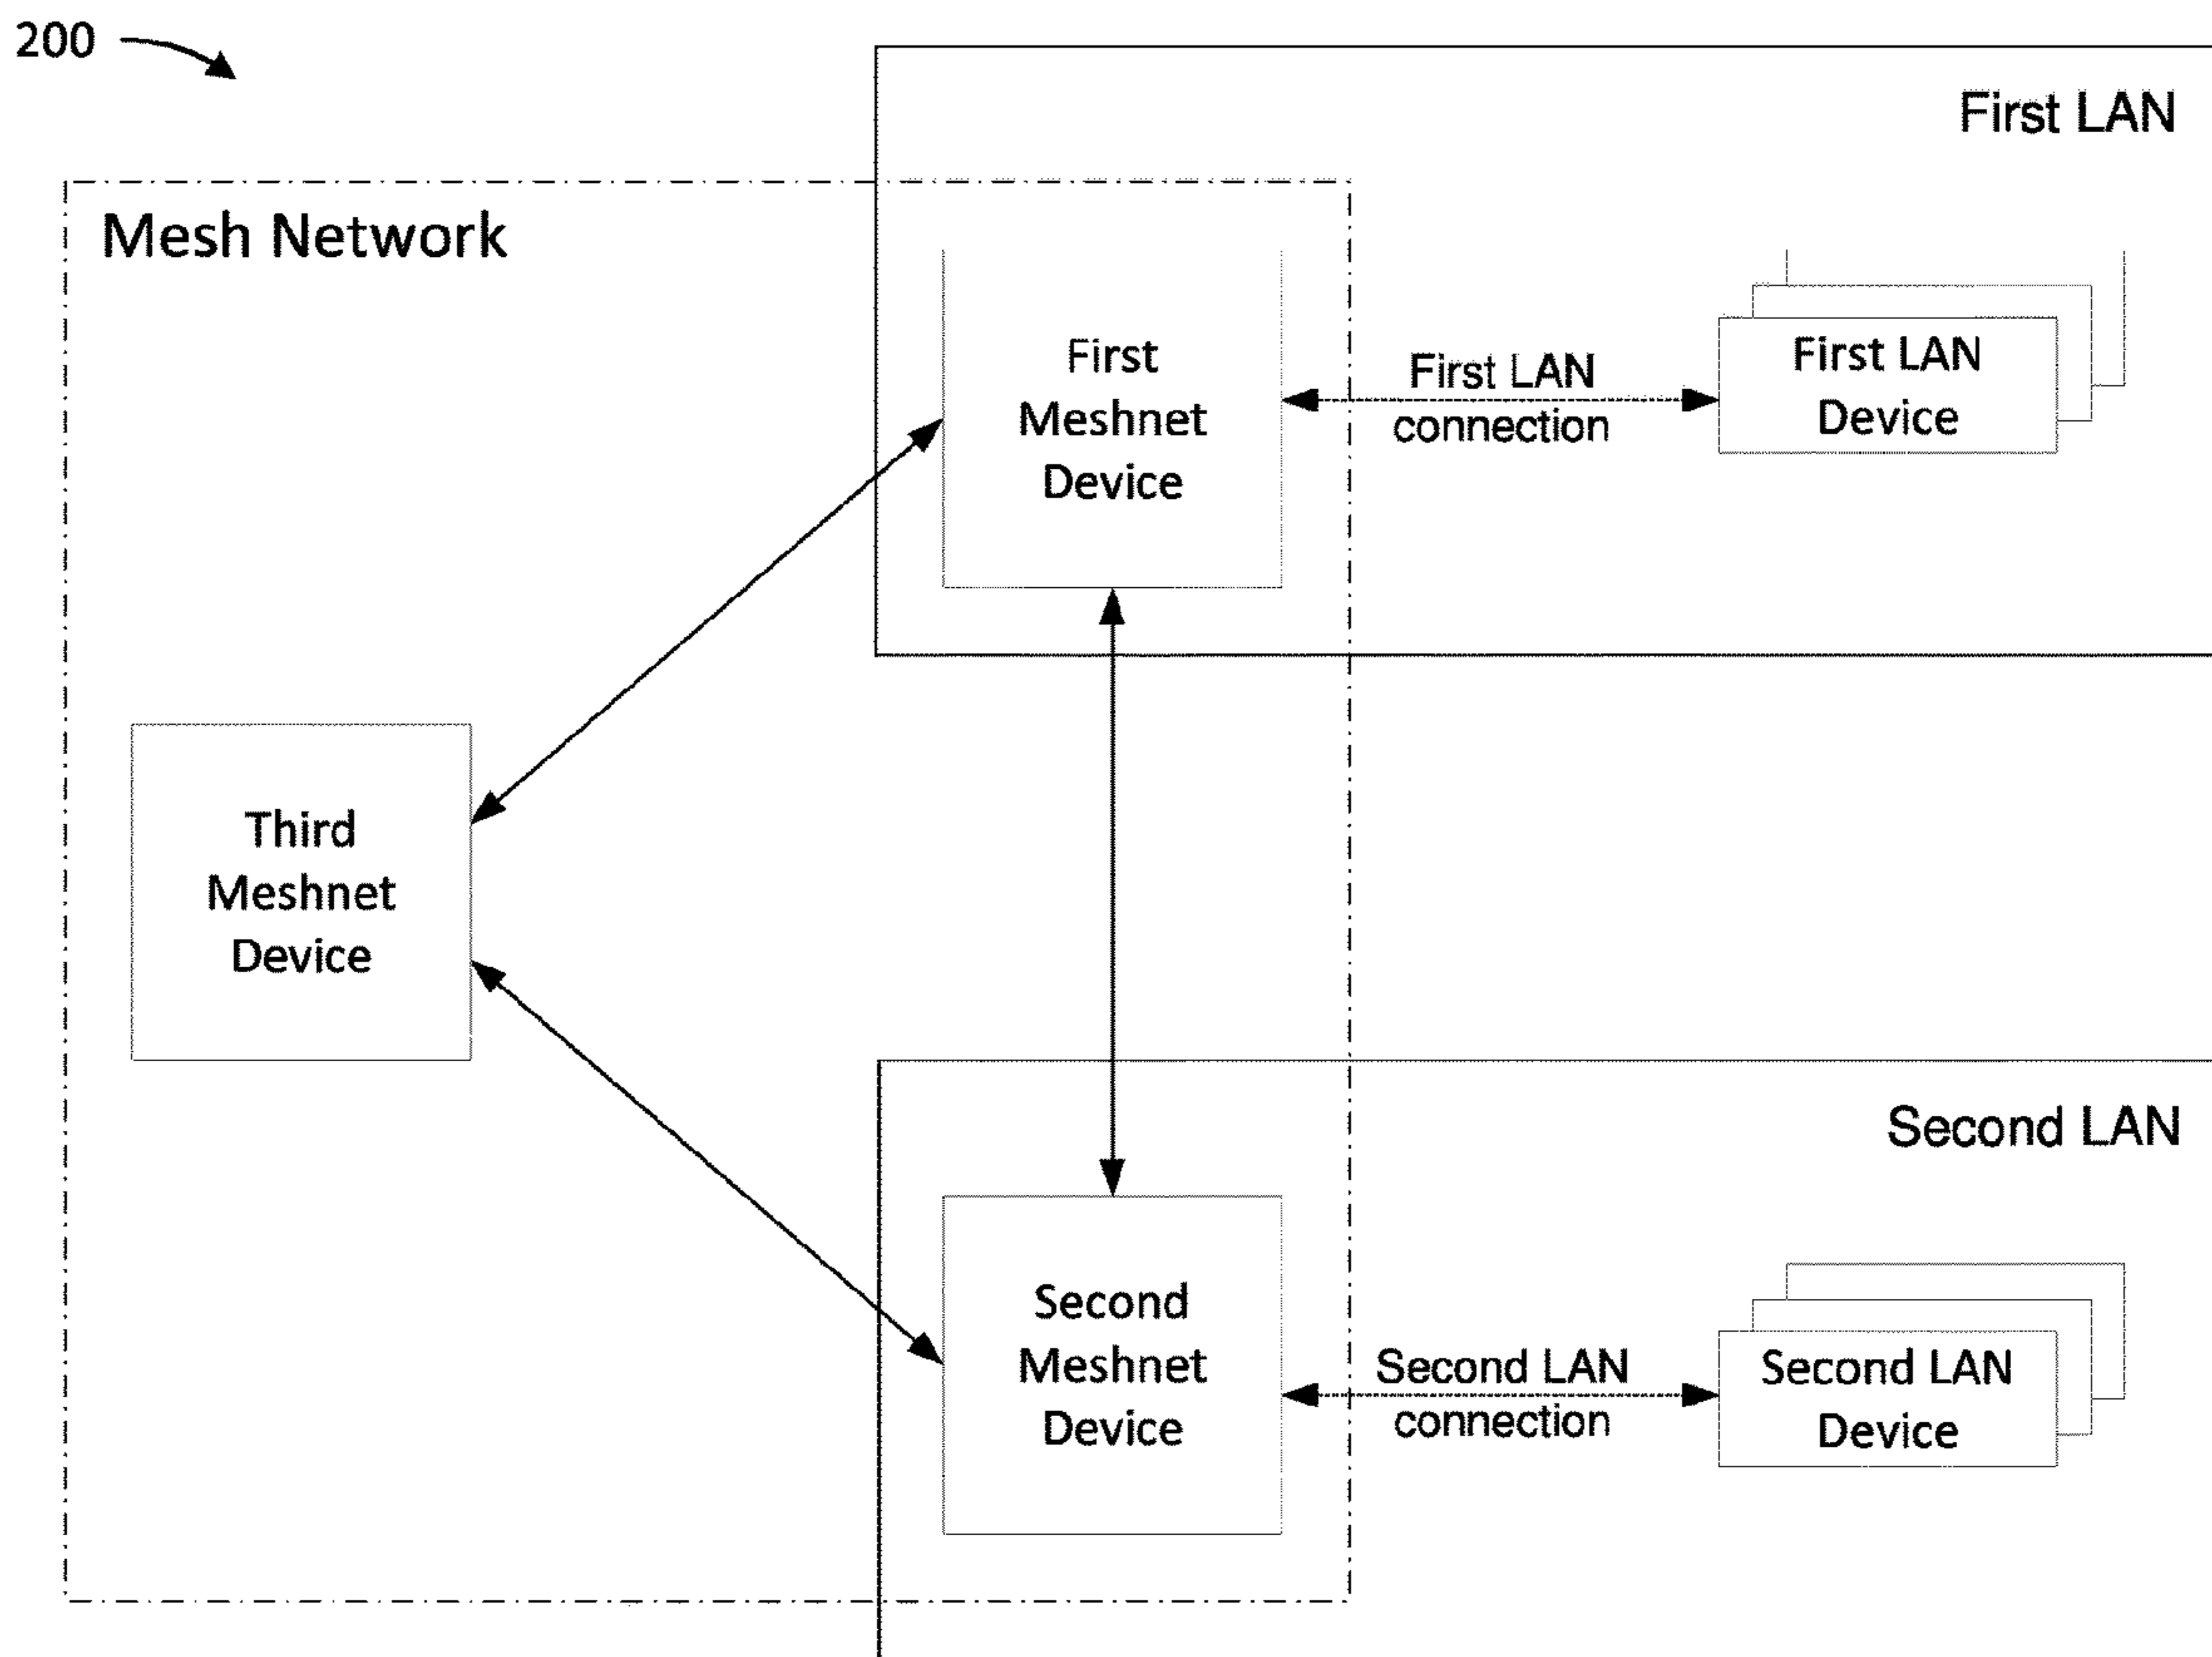 200
First LAN
Mesh Network
First
Meshnet
Device
First LAN
connection
First LAN
Device
Third
Meshnet
Device
Second LAN
Second
Meshnet
Device
Second LAN
connection
Second LAN
Device